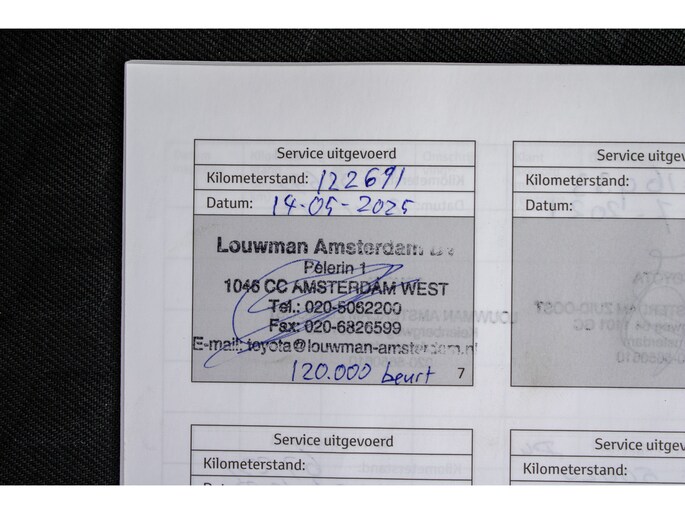 Service uitgevoerd
Kilometerstand: 122691
Datum: 14-05-2025
Louwman Amsterdam
Pelerin 1
1046 CC AMSTERDAM WEST
Tel.: 020-5062200
Fax: 020-6826599
E-mail: toyota@louwman-amsterdam.nl
120.000 beurt 7
Service uitgev
Kilometerstand:
Datum:
Service uitgevoerd
Kilometerstand:
Service uitgev
Kilometerstand: